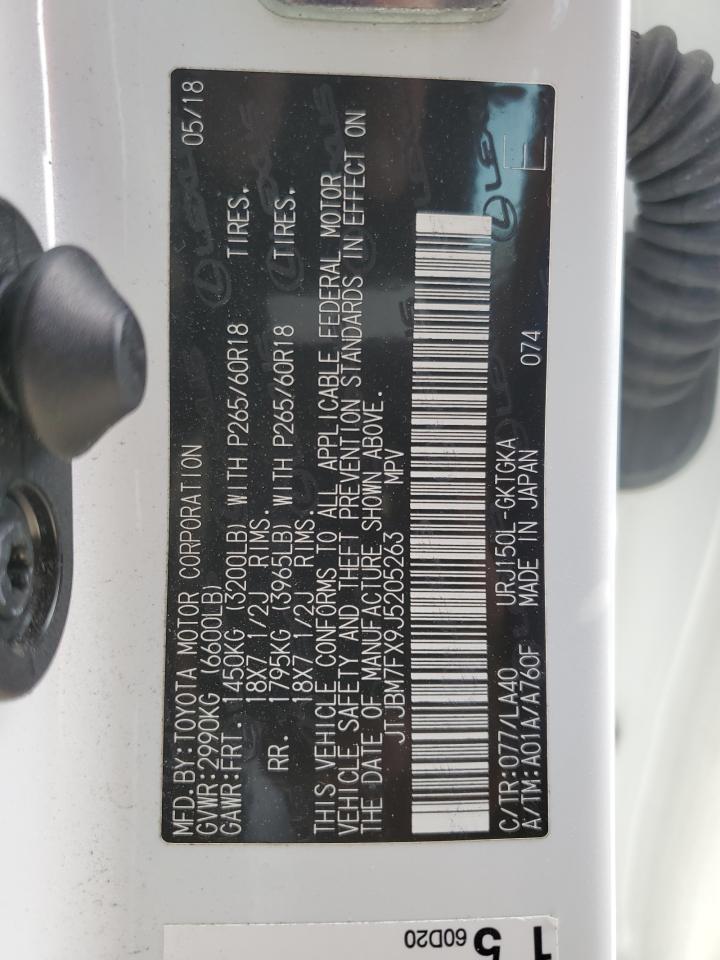 MFD.BY:TOYOTA MOTOR CORPORATION 05/18
GVWR:2990KG (6600LB)
GAWR:FRT. 1450KG (3200LB) WITH P265/60R18 TIRES.
18X7 1/2J RIMS.
RR. 1795KG (3965LB) WITH P265/60R18 TIRES.
18X7 1/2J RIMS.
THIS VEHICLE CONFORMS TO ALL APPLICABLE FEDERAL MOTOR
VEHICLE SAFETY AND THEFT PREVENTION STANDARDS IN EFFECT ON
THE DATE OF MANUFACTURE SHOWN ABOVE.
JTJBM7FX9J5205263 MPV
C/TR:077/LA40 URJ150L-GKTGKA 074
A/TM:A01A/A760F MADE IN JAPAN
LEXUS
15
60D20